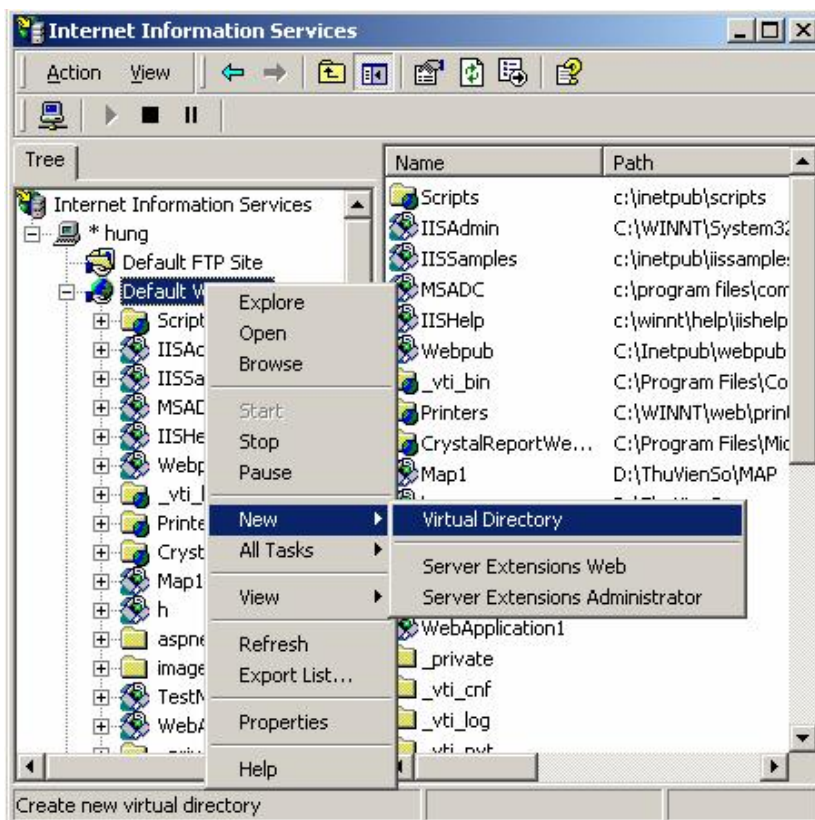 Internet Information Services
Action View
Tree
Name Path
Internet Information Services
* hung
Default FTP Site
Default W
Script
IISAc
IISSa
MSAD
IISHe
Webp
_vti_
Printe
Cryst
Map1
h
aspne
image
TestM
WebA
Explore
Open
Browse
Start
Stop
Pause
New
All Tasks
View
Refresh
Export List...
Properties
Help
Virtual Directory
Server Extensions Web
Server Extensions Administrator
Scripts c:\inetpub\scripts
IISAdmin C:\WINNT\System32
IISSamples c:\inetpub\iissample
MSADC c:\program files\com
IISHelp c:\winnt\help\iishelp
Webpub C:\Inetpub\webpub
_vti_bin C:\Program Files\Co
Printers C:\WINNT\web\print
CrystalReportWe... C:\Program Files\Mic
Map1 D:\ThuVienSo\MAP
WebApplication1
_private
_vti_cnf
_vti_log
Create new virtual directory